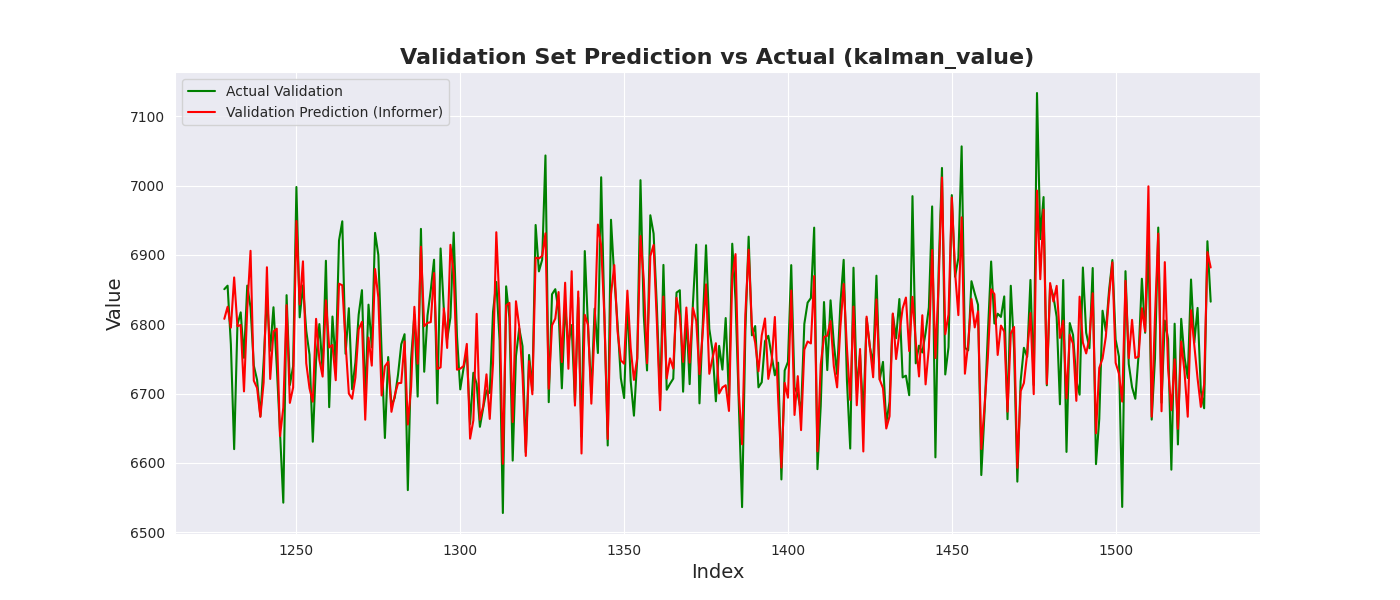 Validation Set Prediction vs Actual (kalman_value)
Actual Validation
Validation Prediction (Informer)
Value
7100
7000
6900
6800
6700
6600
6500
1250 1300 1350 1400 1450 1500
Index